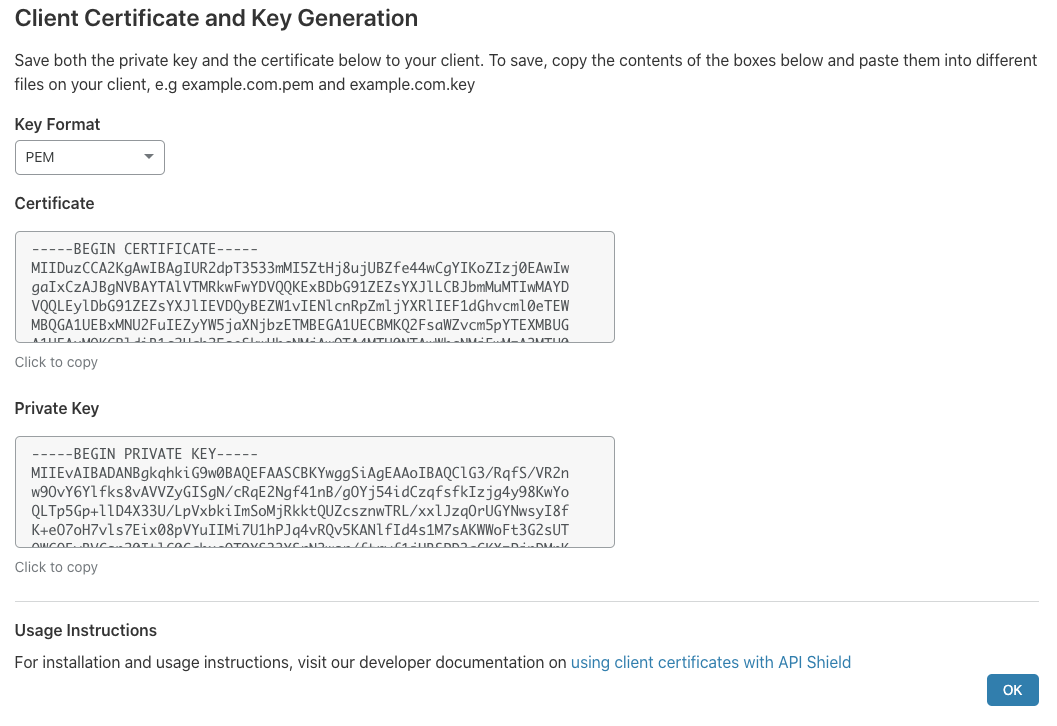 Client Certificate and Key Generation
Save both the private key and the certificate below to your client. To save, copy the contents of the boxes below and paste them into different
files on your client, e.g example.com.pem and example.com.key
Key Format
PEM
Certificate
-----BEGIN CERTIFICATE-----
MIIDuzCCA2KgAwIBAgIUR2dpT3533mMI5ZtHj8ujUBZfe44wCgYIKoZIzj0EAwIw
gaIxCzAJBgNVBAYTAlVTMRkwFwYDVQQKExBDbG91ZEZsYXJlLCBJbmMuMTIwMAYD
VQQLEylDbG91ZEZsYXJlIEVDQyBEZW1vIENlcnRpZmljYXRlIEF1dGhvcml0eTEW
MBQGA1UEBxMNU2FuIEZyYW5jaXNjbzETMBEGA1UECBMKQ2FsaWZvcm5pYTEXMBUG
Click to copy
Private Key
-----BEGIN PRIVATE KEY-----
MIIEvAIBADANBgkqhkiG9w0BAQEFAASCBKYwggSiAgEAAoIBAQClG3/RqfS/VR2n
w9OvY6Ylfks8vAVVZyGISgN/cRqE2Ngf41nB/gOYj54idCzqfsfkIzjg4y98KwYo
QLTp5Gp+llD4X33U/LpVxbkiImSoMjRkktQUZcsznwTRL/xxlJzqOrUGYNwsyI8f
K+eO7oH7vls7Eix08pVYuIIMi7U1hPJq4vRQv5KANlfId4s1M7sAKWWoFt3G2sUT
Click to copy
Usage Instructions
For installation and usage instructions, visit our developer documentation on using client certificates with API Shield
OK